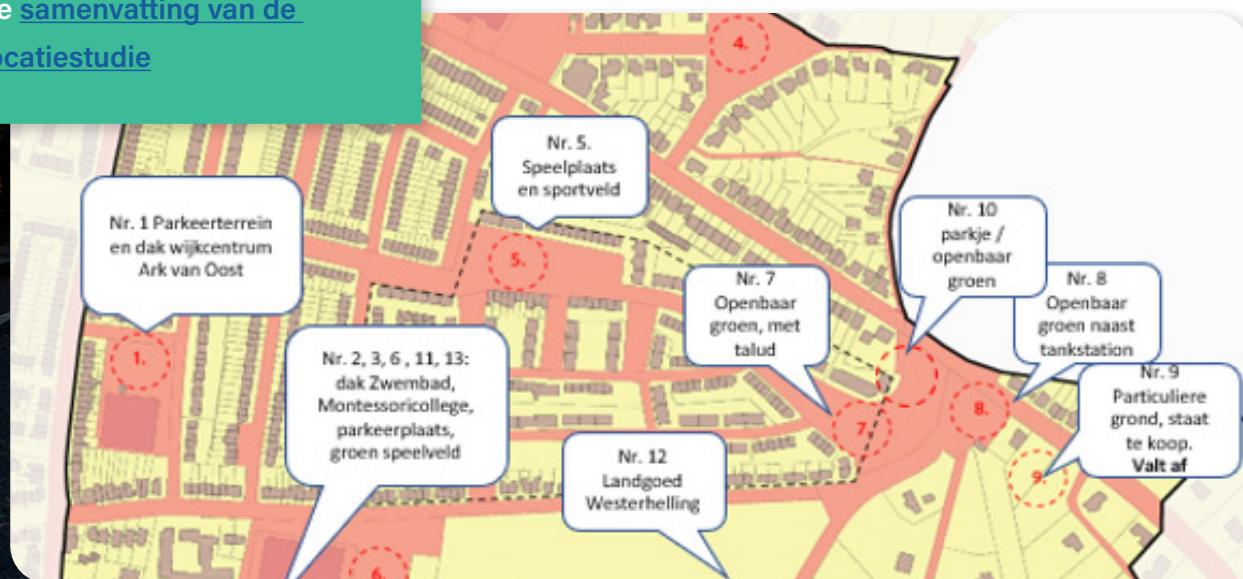 e samenvatting van de
ocatiestudie
4.
Nr. 5.
Speelplaats
en sportveld
Nr. 1 Parkeerterrein
en dak wijkcentrum
Ark van Oost
Nr. 10
parkje /
openbaar
groen
5.
Nr. 7
Openbaar
groen, met
talud
Nr. 8
Openbaar
groen naast
tankstation
1.
Nr. 2, 3, 6 , 11, 13:
dak Zwembad,
Montessoricollege,
parkeerplaats,
groen speelveld
Nr. 9
Particuliere
grond, staat
te koop.
Valt af
8.
7.
Nr. 12
Landgoed
Westerhelling
9.
6.